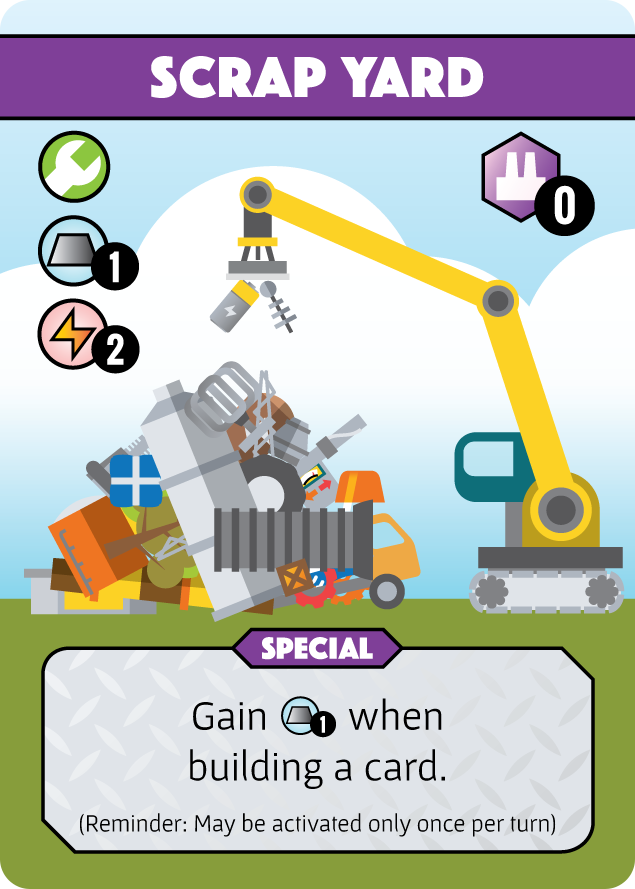 SCRAP YARD
0
1
2
SPECIAL
Gain 1 when
building a card.
(Reminder: May be activated only once per turn)